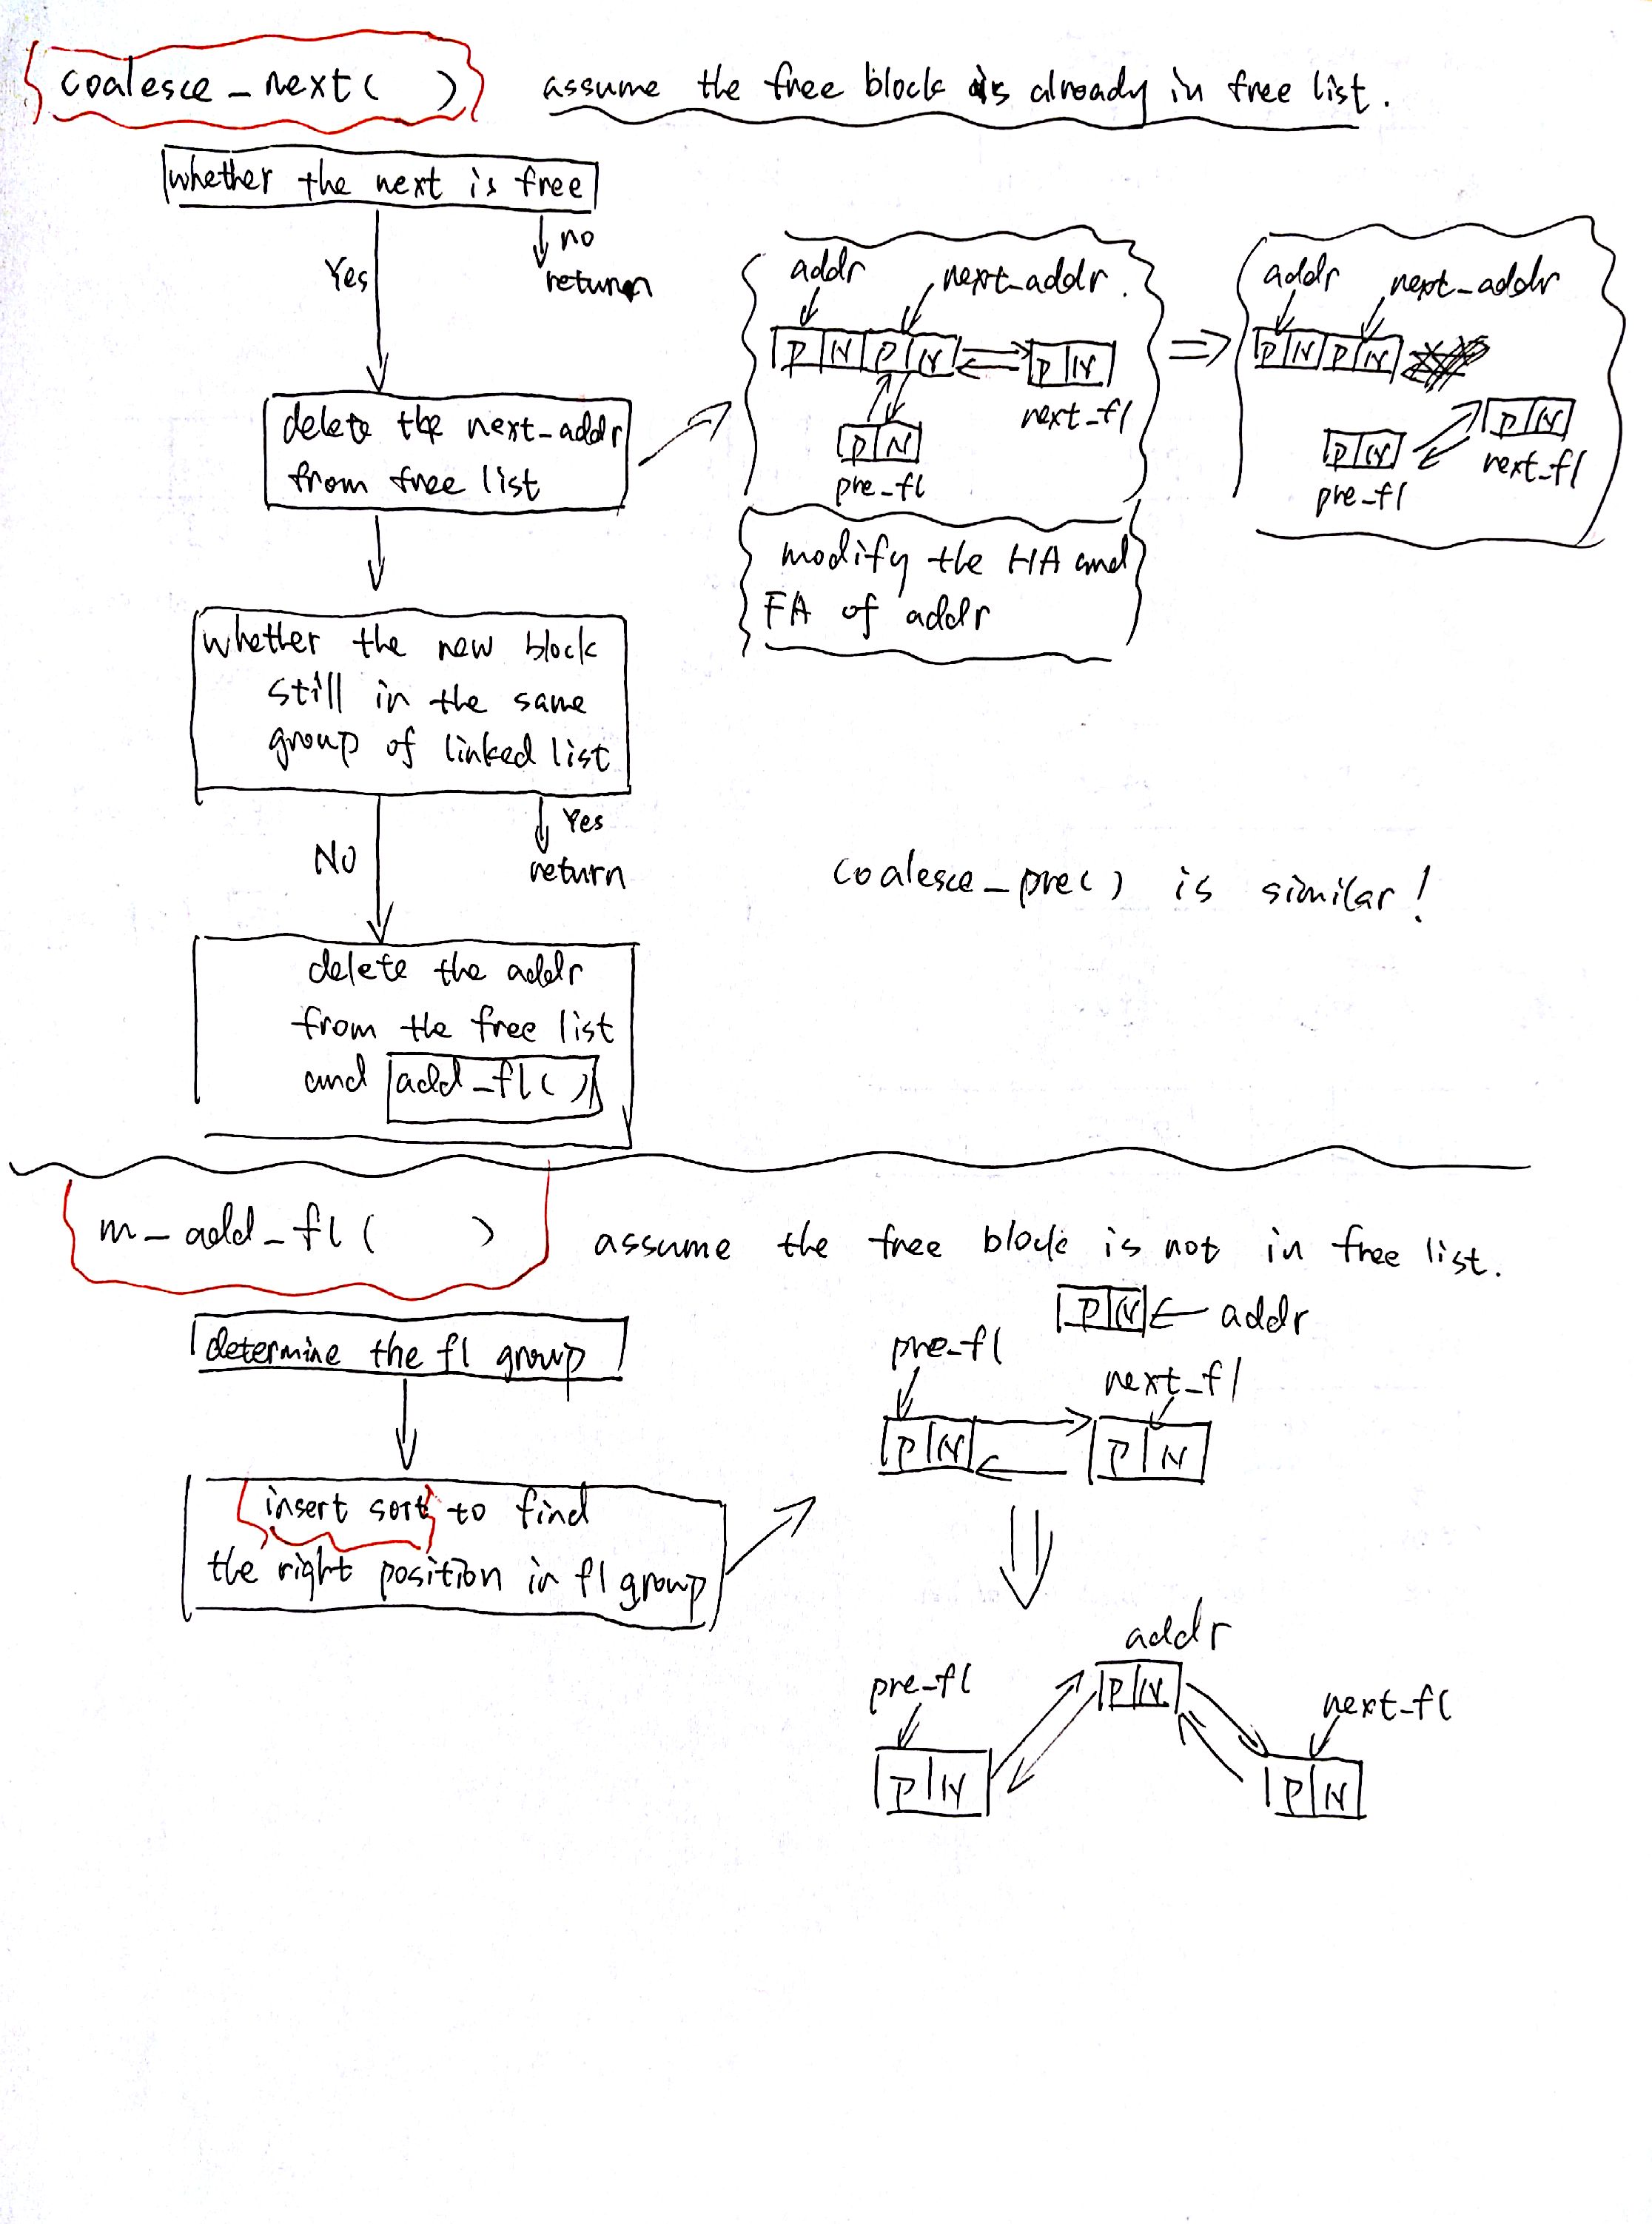 coalesce_next( )
assume the free block is already in free list.
whether the next is free
Yes
no
return
delete the next_addr
from free list
addr
next_addr.
P N P N
P N
next_fl
P N
pre_fl
addr
next_addr
P N P N
P N
next_fl
P N
pre_fl
modify the HA and
FA of addr
whether the new block
still in the same
group of linked list
No
Yes
return
coalesce_pre() is similar!
delete the addr
from the free list
and add_fl( )
m_add_fl( )
assume the free block is not in free list.
determine the fl group
insert sort to find
the right position in fl group
P N
addr
pre_fl
next_fl
P N
P N
addr
P N
pre_fl
next_fl
P N
P N